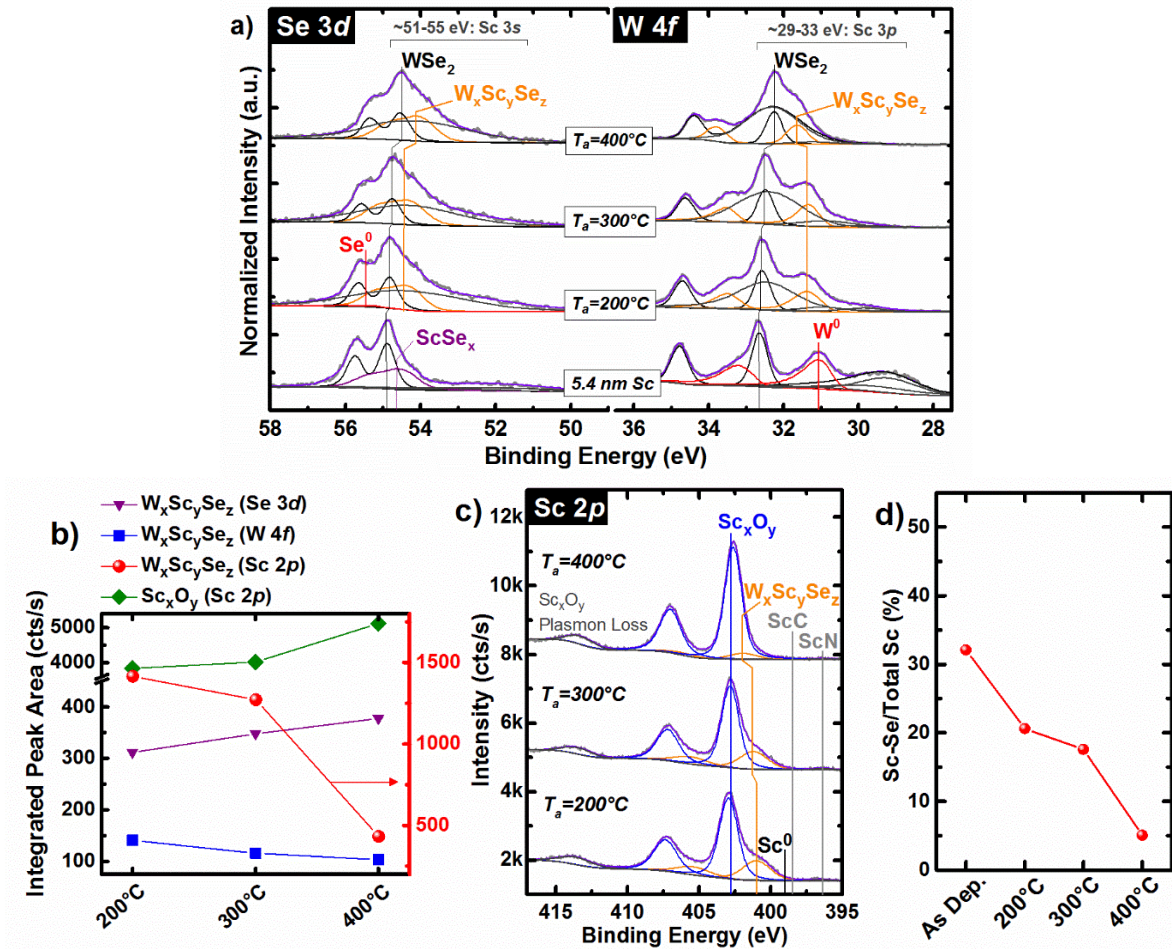 a) Se 3d
W 4f
~51-55 eV: Sc 3s
~29-33 eV: Sc 3p
WSe2
WSe2
WxScySez
WxScySez
Ta=400°C
Ta=300°C
Se0
Ta=200°C
ScSex
W0
5.4 nm Sc
Normalized Intensity (a.u.)
58 56 54 52 50 36 34 32 30 28
Binding Energy (eV)
Binding Energy (eV)
b)
WxScySez (Se 3d)
WxScySez (W 4f)
WxScySez (Sc 2p)
ScxOy (Sc 2p)
Integrated Peak Area (cts/s)
5000
4000
400
350
300
150
100
1500
1000
500
200°C 300°C 400°C
c) Sc 2p
ScxOy
Ta=400°C
WxScySez
ScxOy
Plasmon Loss
ScC
ScN
Ta=300°C
Ta=200°C
Sc0
Intensity (cts/s)
12k
10k
8k
6k
4k
2k
415 410 405 400 395
Binding Energy (eV)
d)
Sc-Se/Total Sc (%)
50
40
30
20
10
0
As Dep. 200°C 300°C 400°C